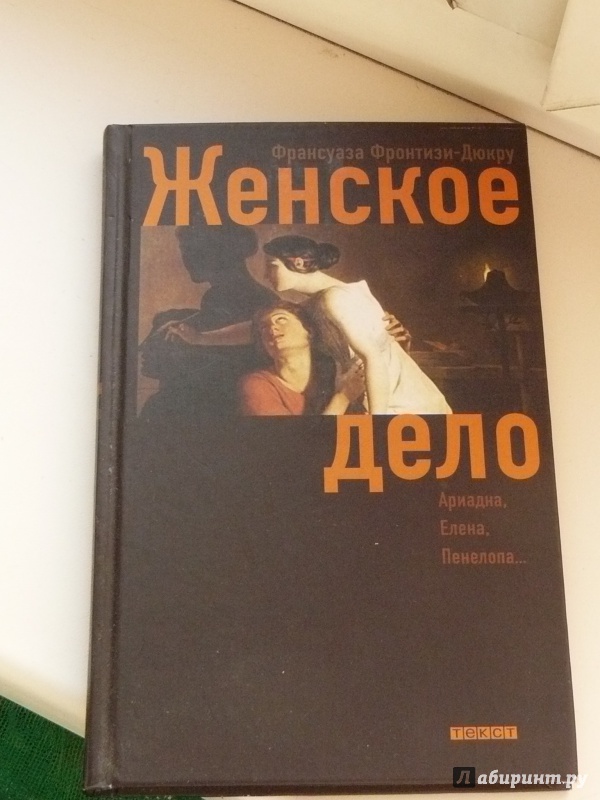 Франсуаза Фронтизи-Дюкру
Женское
дело
Ариадна,
Елена,
Пенелопа...
текст
Лабиринт.ру